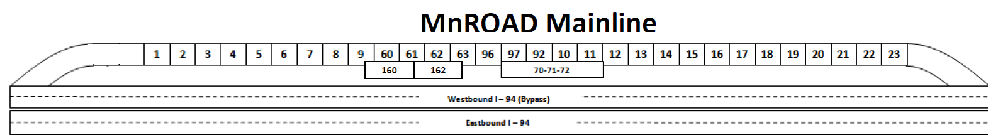 MnROAD Mainline
1 2 3 4 5 6 7 8 9 60 61 62 63 96 97 92 10 11 12 13 14 15 16 17 18 19 20 21 22 23
160 162 70-71-72
Westbound I – 94 (Bypass)
Eastbound I – 94